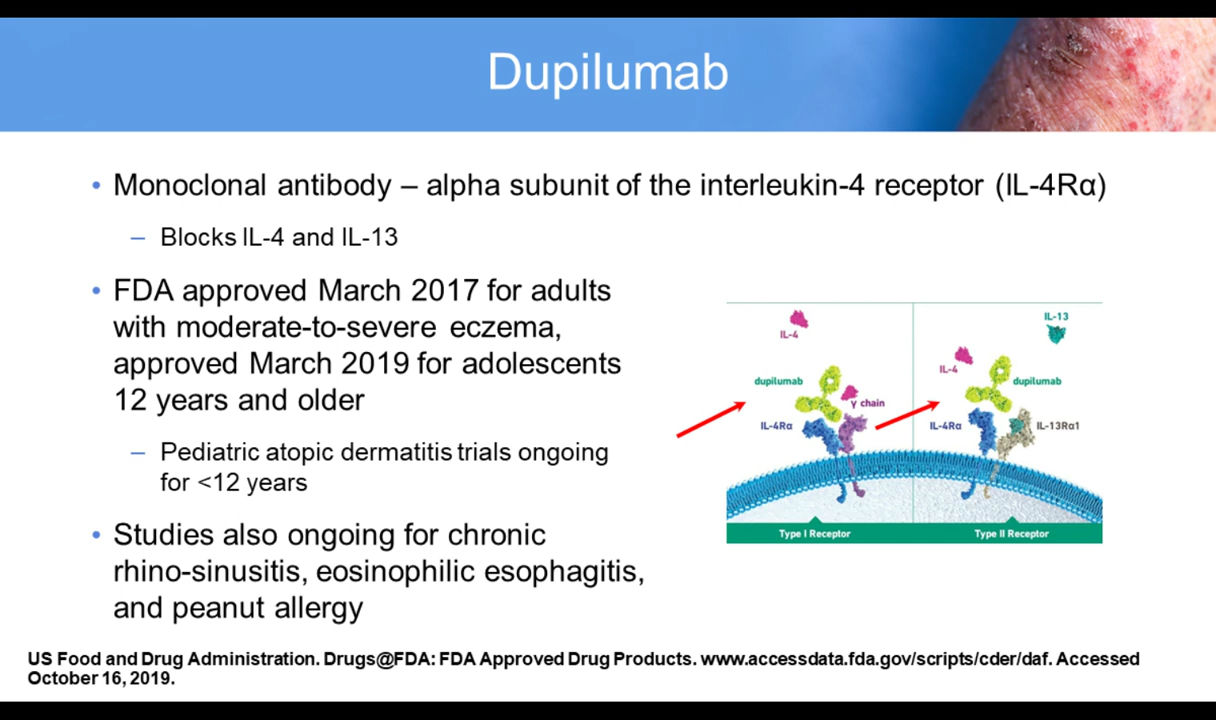 Dupilumab
• Monoclonal antibody – alpha subunit of the interleukin-4 receptor (IL-4Rα)
– Blocks IL-4 and IL-13
• FDA approved March 2017 for adults
with moderate-to-severe eczema,
approved March 2019 for adolescents
12 years and older
– Pediatric atopic dermatitis trials ongoing
for <12 years
• Studies also ongoing for chronic
rhino-sinusitis, eosinophilic esophagitis,
and peanut allergy
IL-4
dupilumab
γ chain
IL-4Rα
Type I Receptor
IL-13
IL-4
dupilumab
IL-4Rα
IL-13Rα1
Type II Receptor
US Food and Drug Administration. Drugs@FDA: FDA Approved Drug Products. www.accessdata.fda.gov/scripts/cder/daf. Accessed
October 16, 2019.